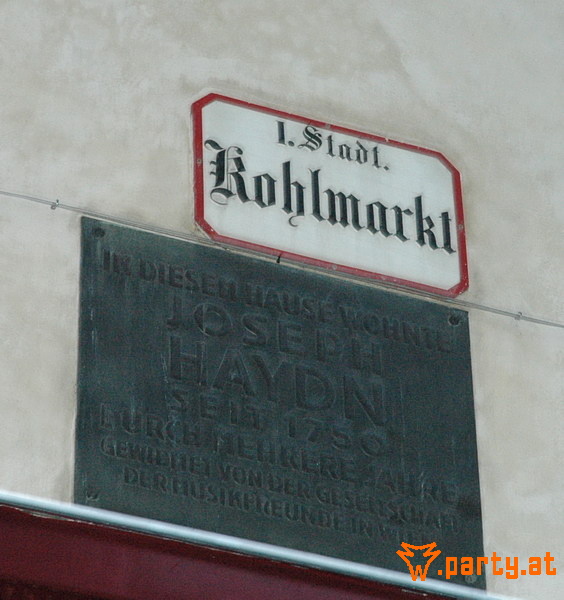 I. Stadt.
Kohlmarkt
IN DIESEM HAUSE WOHNTE
JOSEPH
HAYDN
SEIT 1750
DURCH MEHRERE JAHRE
GEWIDMET VON DER GESELLSCHAFT
DER MUSIKFREUNDE IN WIEN
w.party.at